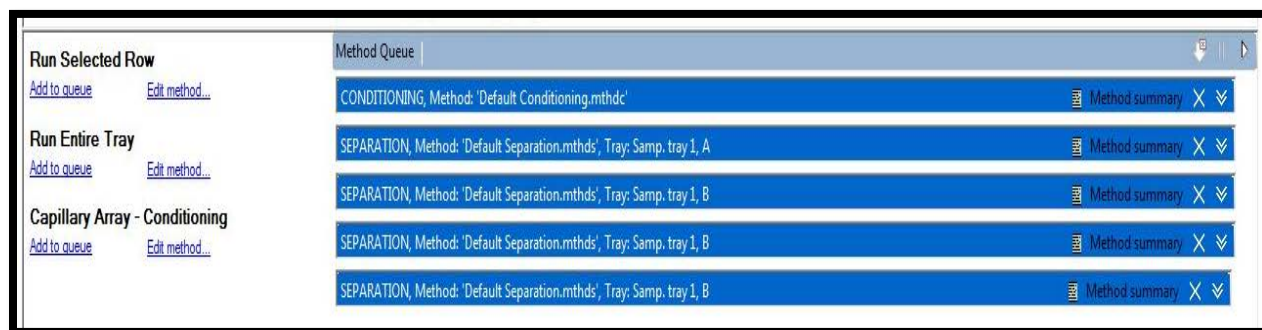 Run Selected Row
Add to queue Edit method...
Run Entire Tray
Add to queue Edit method...
Capillary Array - Conditioning
Add to queue Edit method...
Method Queue
CONDITIONING, Method: 'Default Conditioning.mthdc' Method summary
SEPARATION, Method: 'Default Separation.mthds', Tray: Samp. tray 1, A Method summary
SEPARATION, Method: 'Default Separation.mthds', Tray: Samp. tray 1, B Method summary
SEPARATION, Method: 'Default Separation.mthds', Tray: Samp. tray 1, B Method summary
SEPARATION, Method: 'Default Separation.mthds', Tray: Samp. tray 1, B Method summary